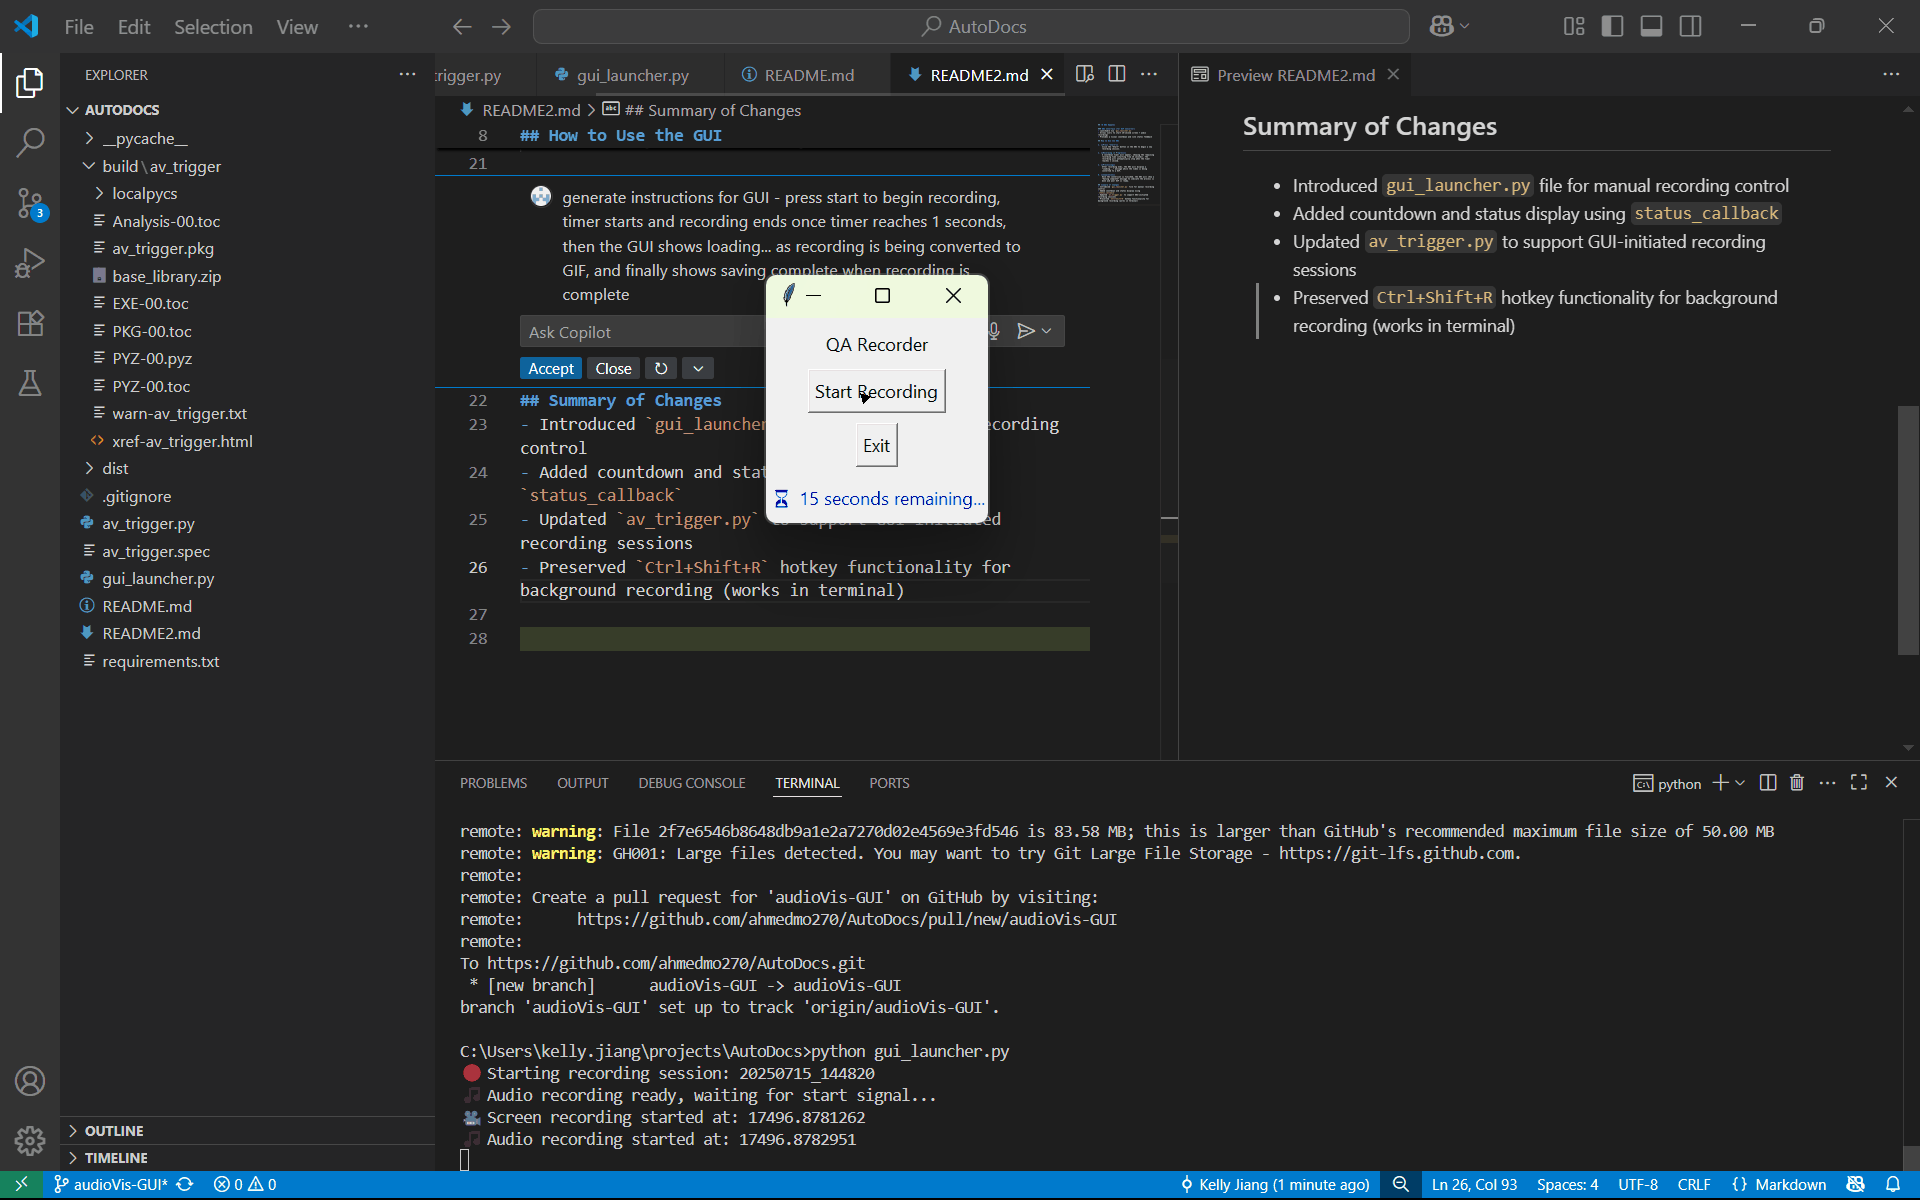 File Edit Selection View ···
AutoDocs
EXPLORER
AUTODOCS
__pycache__
build\av_trigger
localpycs
Analysis-00.toc
av_trigger.pkg
base_library.zip
EXE-00.toc
PKG-00.toc
PYZ-00.pyz
PYZ-00.toc
warn-av_trigger.txt
xref-av_trigger.html
dist
.gitignore
av_trigger.py
av_trigger.spec
gui_launcher.py
README.md
README2.md
requirements.txt
OUTLINE
TIMELINE
3
rigger.py gui_launcher.py README.md README2.md
README2.md > ## Summary of Changes
8 ## How to Use the GUI
21
generate instructions for GUI - press start to begin recording,
timer starts and recording ends once timer reaches 1 seconds,
then the GUI shows loading... as recording is being converted to
GIF, and finally shows saving complete when recording is
complete
Ask Copilot
Accept Close
22 ## Summary of Changes
23 - Introduced `gui_launcher ecording
control
24 - Added countdown and stat
`status_callback`
25 - Updated `av_trigger.py` to support GUI-initiated
recording sessions
26 - Preserved `Ctrl+Shift+R` hotkey functionality for
background recording (works in terminal)
27
28
QA Recorder
Start Recording
Exit
15 seconds remaining...
Preview README2.md
Summary of Changes
• Introduced gui_launcher.py file for manual recording control
• Added countdown and status display using status_callback
• Updated av_trigger.py to support GUI-initiated recording
sessions
• Preserved Ctrl+Shift+R hotkey functionality for background
recording (works in terminal)
PROBLEMS OUTPUT DEBUG CONSOLE TERMINAL PORTS
python
remote: warning: File 2f7e6546b8648db9a1e2a7270d02e4569e3fd546 is 83.58 MB; this is larger than GitHub's recommended maximum file size of 50.00 MB
remote: warning: GH001: Large files detected. You may want to try Git Large File Storage - https://git-lfs.github.com.
remote:
remote: Create a pull request for 'audioVis-GUI' on GitHub by visiting:
remote:      https://github.com/ahmedmo270/AutoDocs/pull/new/audioVis-GUI
remote:
To https://github.com/ahmedmo270/AutoDocs.git
* [new branch]      audioVis-GUI -> audioVis-GUI
branch 'audioVis-GUI' set up to track 'origin/audioVis-GUI'.
C:\Users\kelly.jiang\projects\AutoDocs>python gui_launcher.py
Starting recording session: 20250715_144820
Audio recording ready, waiting for start signal...
Screen recording started at: 17496.8781262
Audio recording started at: 17496.8782951
audioVis-GUI* 0 0 Kelly Jiang (1 minute ago) Ln 26, Col 93 Spaces: 4 UTF-8 CRLF {} Markdown